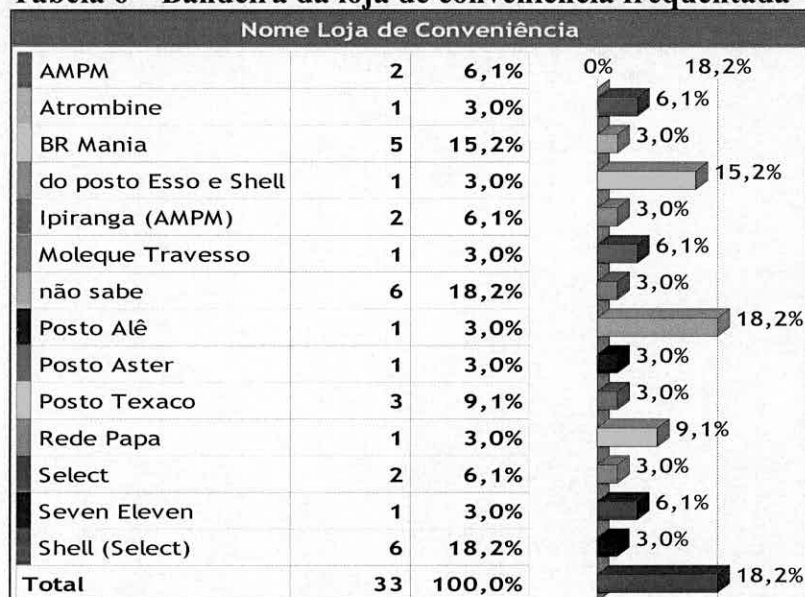 Tabela 6 – Bandeira da loja de conveniência frequentada
Nome Loja de Conveniência
0% 18,2%
AMPM 2 6,1% 6,1%
Atrombine 1 3,0% 3,0%
BR Mania 5 15,2% 15,2%
do posto Esso e Shell 1 3,0% 3,0%
Ipiranga (AMPM) 2 6,1% 6,1%
Moleque Travesso 1 3,0% 3,0%
não sabe 6 18,2% 18,2%
Posto Alê 1 3,0% 3,0%
Posto Aster 1 3,0% 3,0%
Posto Texaco 3 9,1% 9,1%
Rede Papa 1 3,0% 3,0%
Select 2 6,1% 6,1%
Seven Eleven 1 3,0% 3,0%
Shell (Select) 6 18,2% 18,2%
Total 33 100,0%